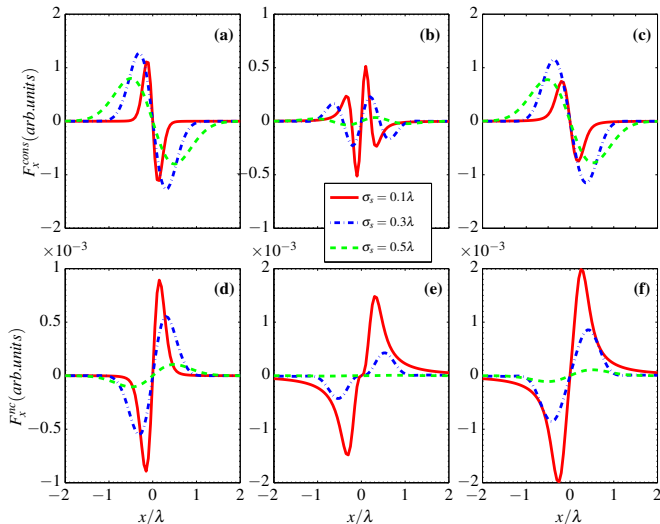 2
1
0
−1
−2
(a)
1
0.5
0
−0.5
−1
(b)
2
1
0
−1
−2
(c)
F_x^{cons}(arb.units)
σ_s = 0.1λ
σ_s = 0.3λ
σ_s = 0.5λ
×10⁻³
1
0.5
0
−0.5
−1
(d)
×10⁻³
2
1
0
−1
−2
(e)
×10⁻³
2
1
0
−1
−2
(f)
F_x^{nc}(arb.units)
−2 −1 0 1 2
−2 −1 0 1 2
−2 −1 0 1 2
x/λ
x/λ
x/λ